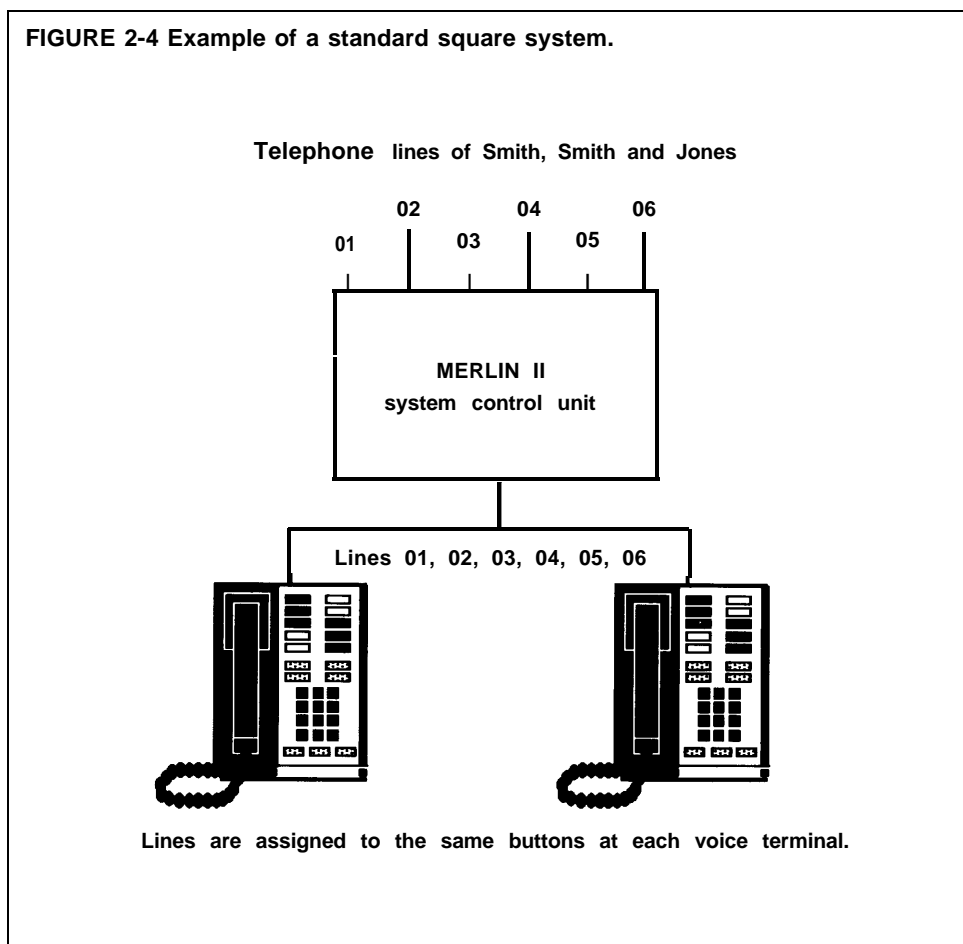 FIGURE 2-4 Example of a standard square system.
Telephone lines of Smith, Smith and Jones
01 02 03 04 05 06
MERLIN II
system control unit
Lines 01, 02, 03, 04, 05, 06
Lines are assigned to the same buttons at each voice terminal.